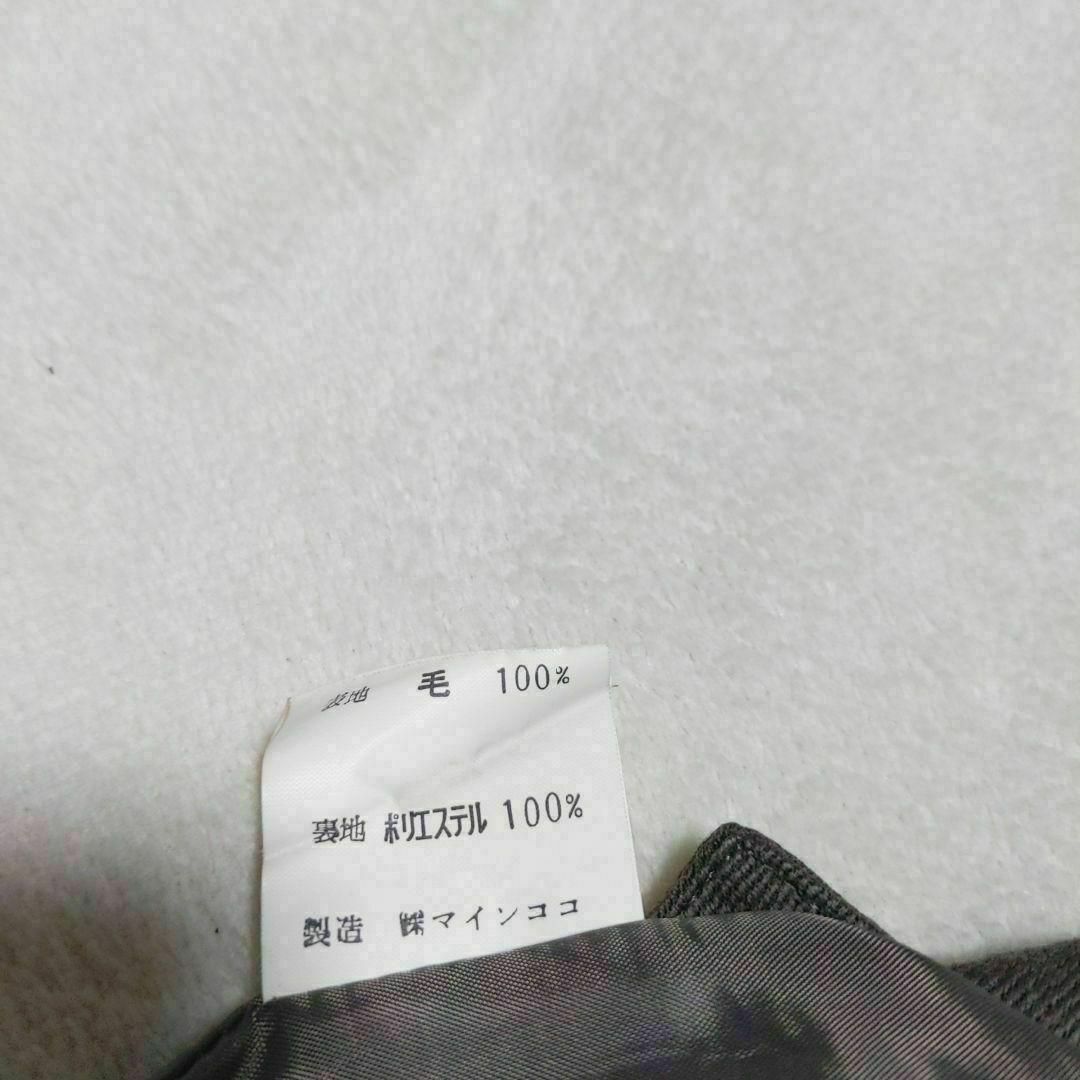 表地 毛 100%
裏地 ポリエステル 100%
製造 ㈱マインココ